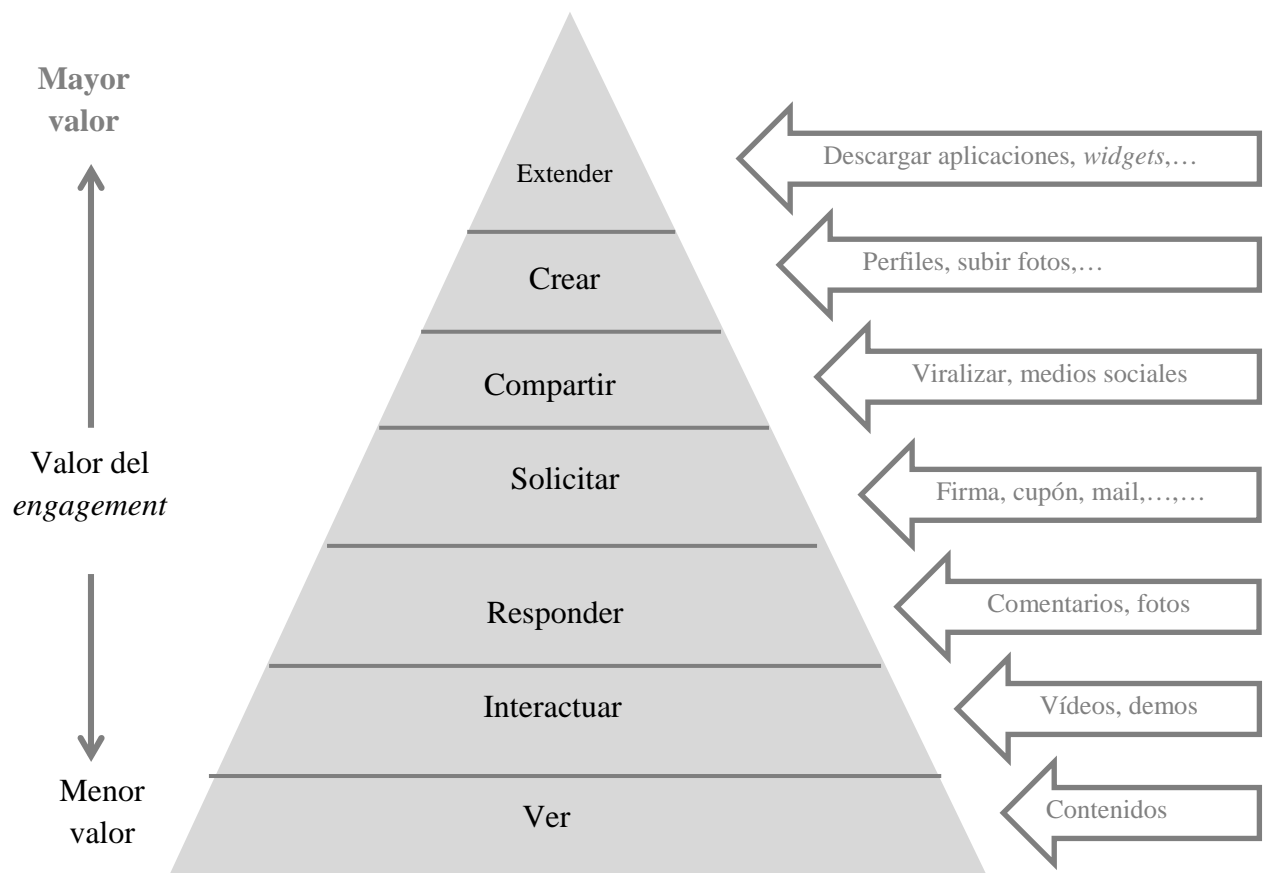 Mayor
valor
Descargar aplicaciones, widgets,…
Extender
Perfiles, subir fotos,…
Crear
Viralizar, medios sociales
Compartir
Valor del
engagement
Solicitar
Firma, cupón, mail,…,…
Responder
Comentarios, fotos
Interactuar
Vídeos, demos
Menor
valor
Ver
Contenidos